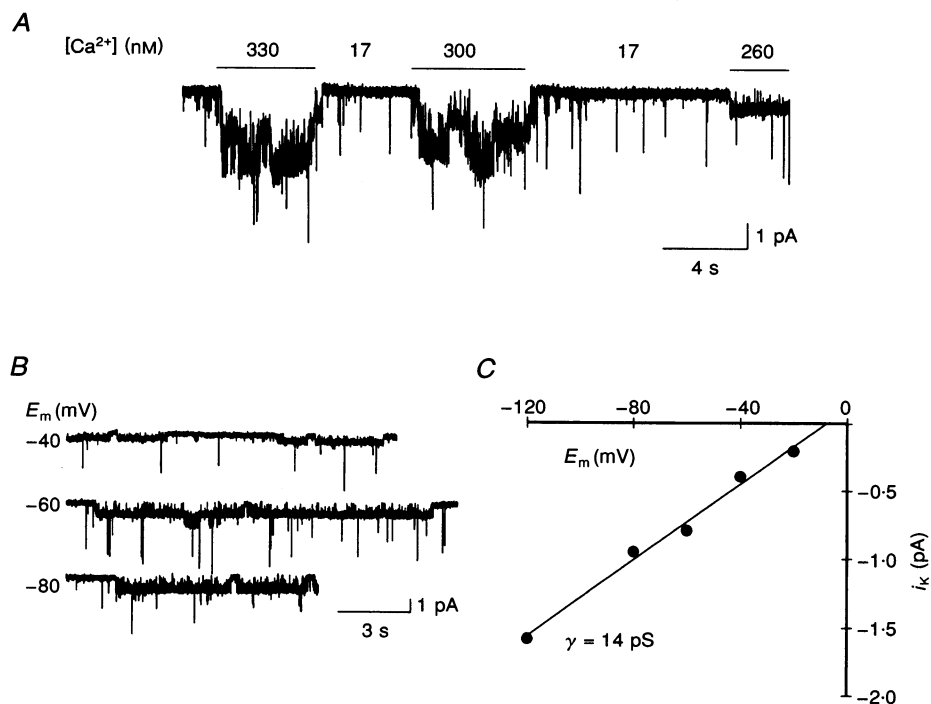 A
[Ca²⁺] (nM) 330 17 300 17 260
1 pA
4 s
B
Eₘ (mV)
−40
−60
−80
1 pA
3 s
C
−120 −80 −40 0
Eₘ (mV)
−0·5
−1·0
−1·5
−2·0
i_K (pA)
γ = 14 pS